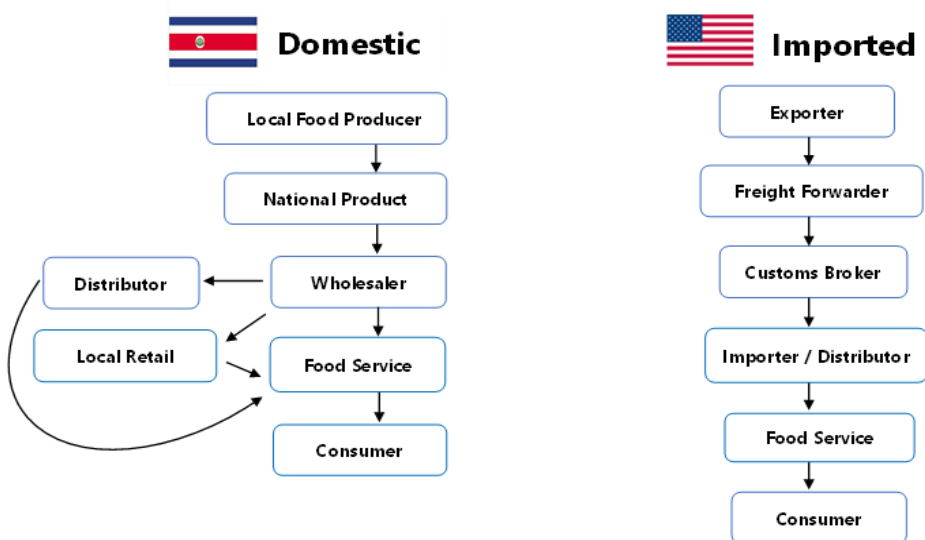 Domestic
Local Food Producer
National Product
Wholesaler
Distributor
Local Retail
Food Service
Consumer
Imported
Exporter
Freight Forwarder
Customs Broker
Importer / Distributor
Food Service
Consumer